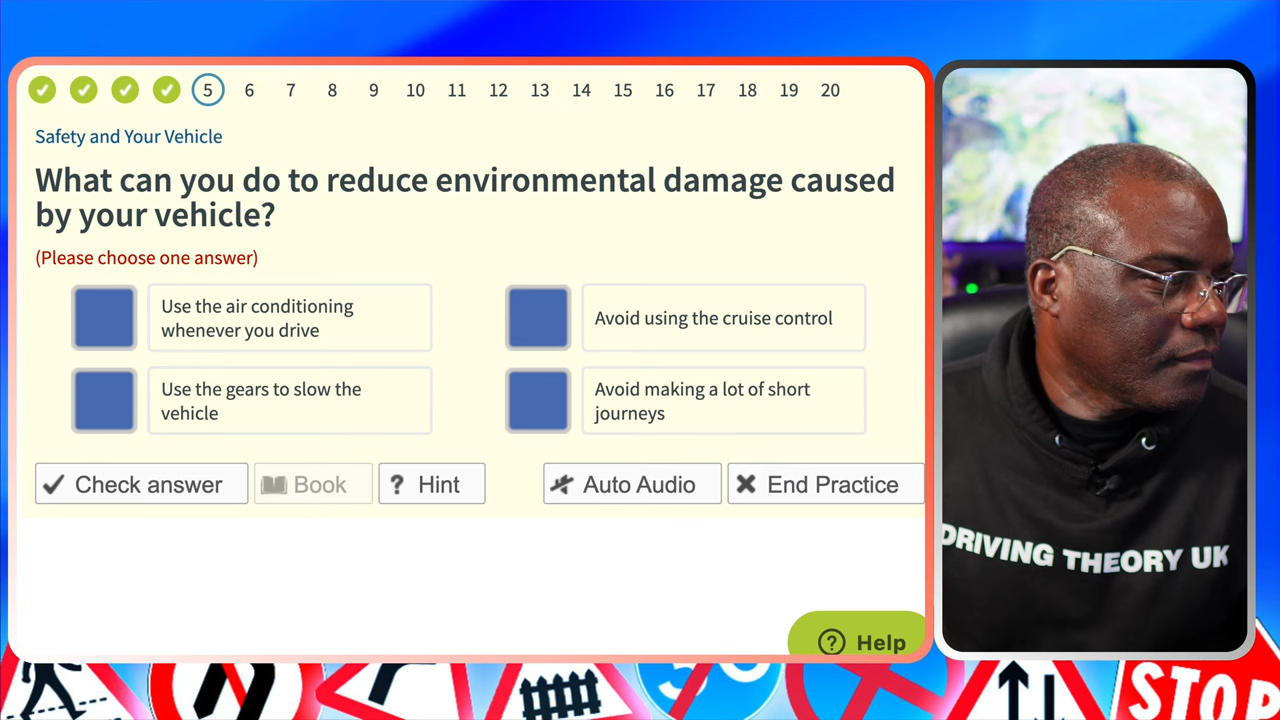 5 6 7 8 9 10 11 12 13 14 15 16 17 18 19 20
Safety and Your Vehicle
What can you do to reduce environmental damage caused
by your vehicle?
(Please choose one answer)
Use the air conditioning
whenever you drive
Avoid using the cruise control
Use the gears to slow the
vehicle
Avoid making a lot of short
journeys
Check answer
Book
? Hint
Auto Audio
End Practice
? Help
DRIVING THEORY UK
STOP